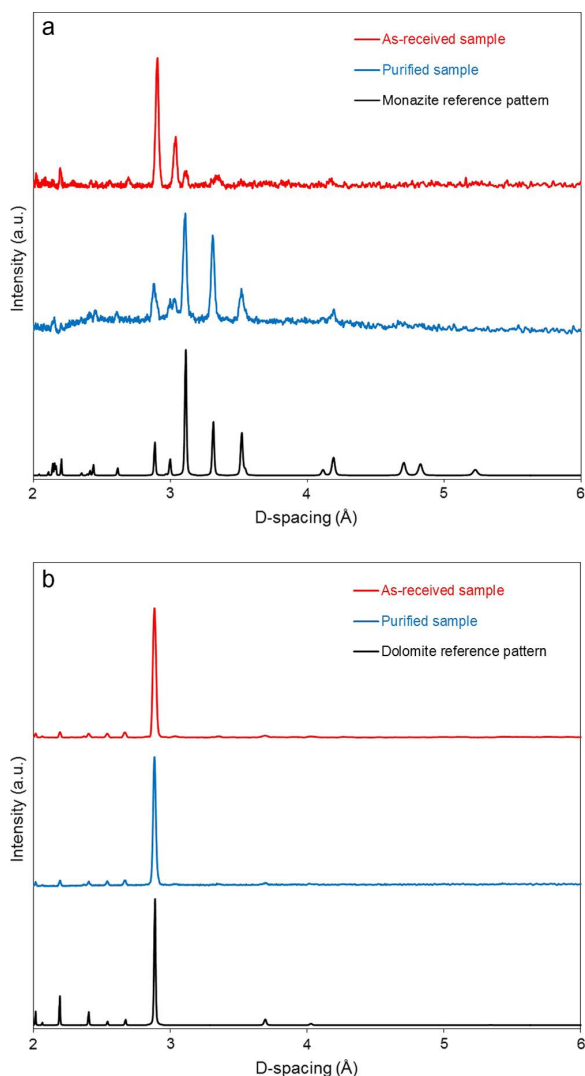 a
As-received sample
Purified sample
Monazite reference pattern
Intensity (a.u.)
2 3 4 5 6
D-spacing (Å)
b
As-received sample
Purified sample
Dolomite reference pattern
Intensity (a.u.)
2 3 4 5 6
D-spacing (Å)